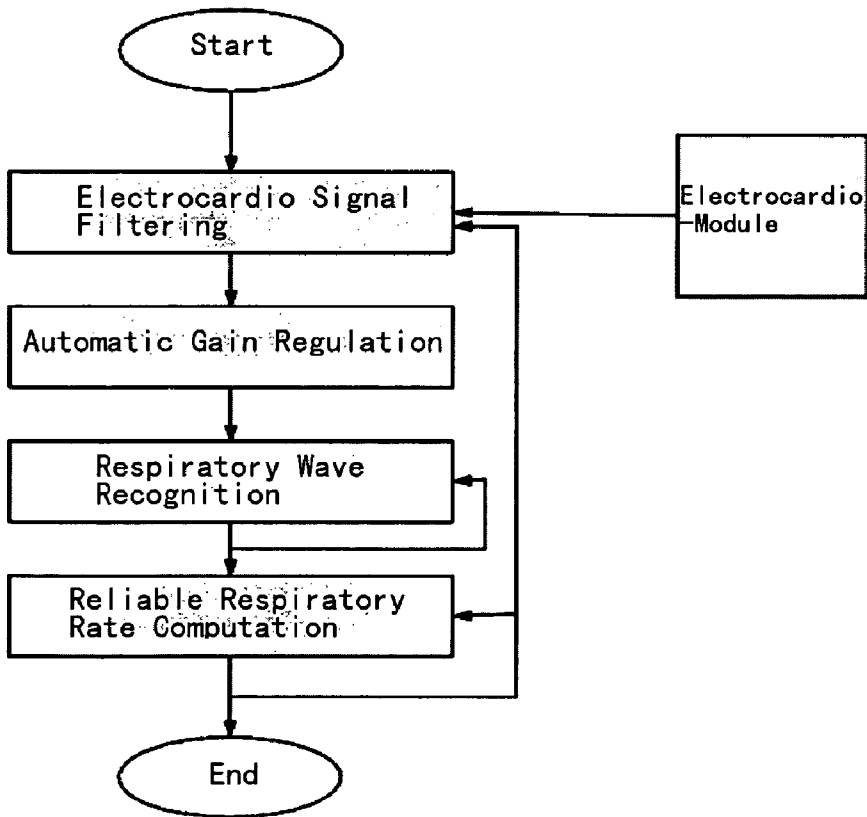 Start
Electrocardio Signal
Filtering
Electrocardio
-Module
Automatic Gain Regulation
Respiratory Wave
Recognition
Reliable Respiratory
Rate Computation
End